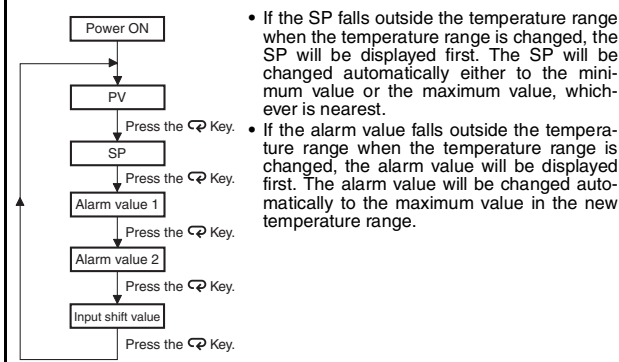 Power ON
PV
Press the Key.
SP
Press the Key.
Alarm value 1
Press the Key.
Alarm value 2
Press the Key.
Input shift value
Press the Key.
• If the SP falls outside the temperature range
when the temperature range is changed, the
SP will be displayed first. The SP will be
changed automatically either to the mini-
mum value or the maximum value, which-
ever is nearest.
• If the alarm value falls outside the tempera-
ture range when the temperature range is
changed, the alarm value will be displayed
first. The alarm value will be changed auto-
matically to the maximum value in the new
temperature range.